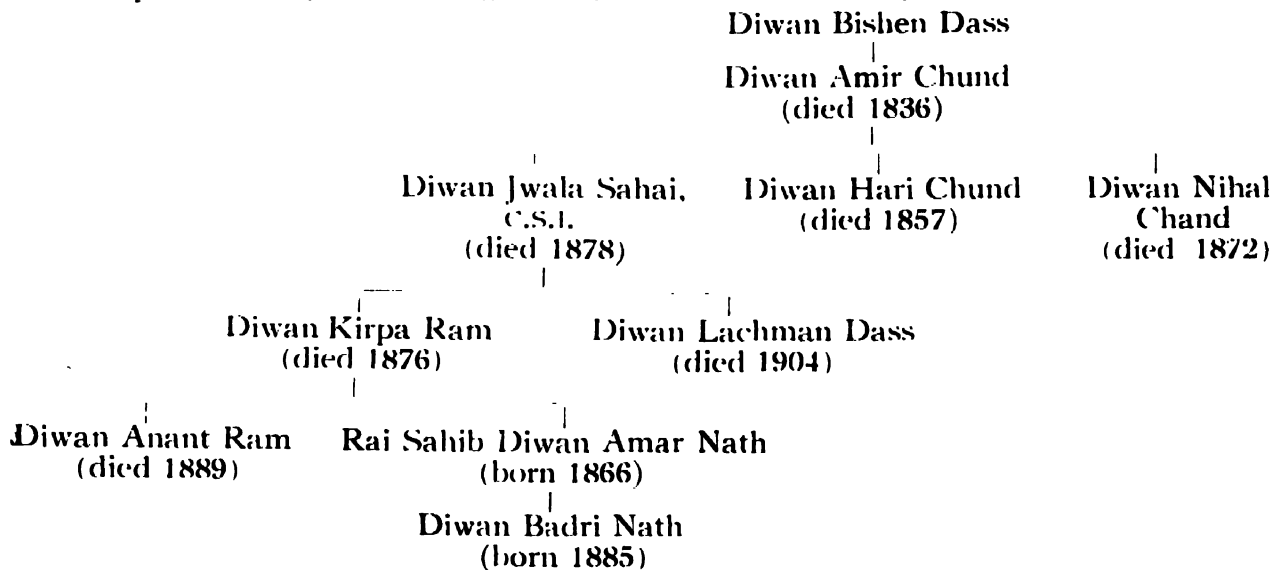 Diwan Bishen Dass
Diwan Amir Chund
(died 1836)
Diwan Jwala Sahai, Diwan Hari Chund Diwan Nihal
C.S.I. (died 1857) Chand
(died 1878) (died 1872)
Diwan Kirpa Ram Diwan Lachman Dass
(died 1876) (died 1904)
Diwan Anant Ram Rai Sahib Diwan Amar Nath
(died 1889) (born 1866)
Diwan Badri Nath
(born 1885)